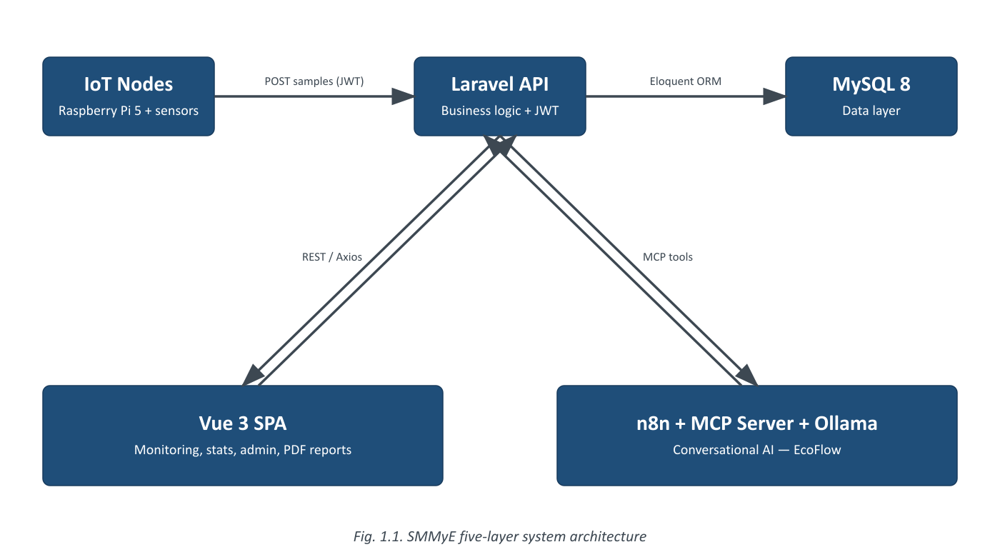 IoT Nodes
Raspberry Pi 5 + sensors
POST samples (JWT)
Laravel API
Business logic + JWT
Eloquent ORM
MySQL 8
Data layer
REST / Axios
MCP tools
Vue 3 SPA
Monitoring, stats, admin, PDF reports
n8n + MCP Server + Ollama
Conversational AI — EcoFlow
Fig. 1.1. SMMyE five-layer system architecture